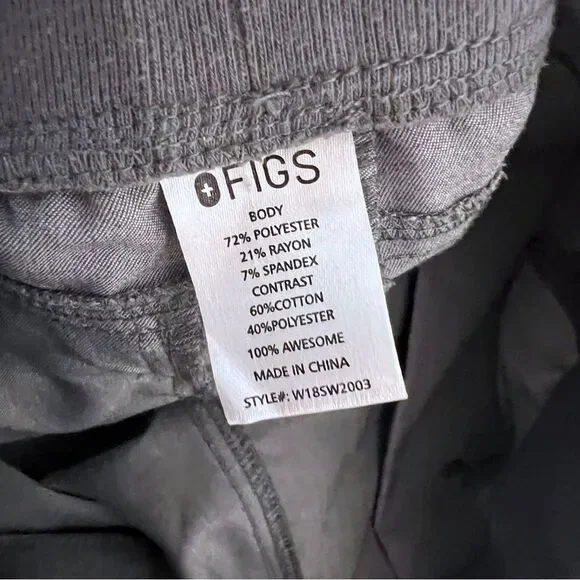 FIGS
BODY
72% POLYESTER
21% RAYON
7% SPANDEX
CONTRAST
60%COTTON
40%POLYESTER
100% AWESOME
MADE IN CHINA
STYLE#: W18SW2003